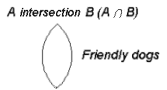 A intersection B (A ∩ B)
Friendly dogs